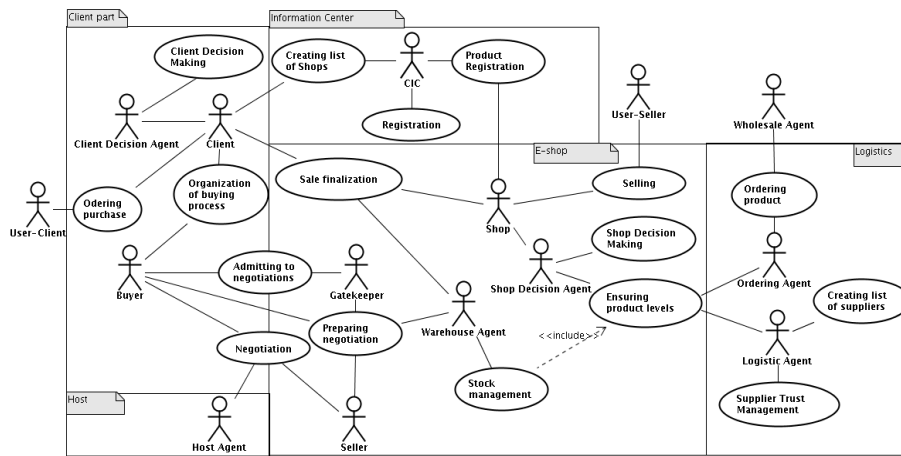 Client part
Information Center
Client Decision
Making
Creating list
of Shops
CIC
Product
Registration
Registration
User-Seller
Wholesale Agent
Client Decision Agent
Client
E-shop
Logistics
Sale finalization
Selling
Organization
of buying
process
Odering
purchase
User-Client
Shop
Ordering
product
Shop Decision
Making
Shop Decision Agent
Ordering Agent
Buyer
Admitting to
negotiations
Gatekeeper
Ensuring
product levels
Creating list
of suppliers
Warehouse Agent
Preparing
negotiation
Negotiation
<<include>>
Logistic Agent
Stock
management
Supplier Trust
Management
Host
Host Agent
Seller